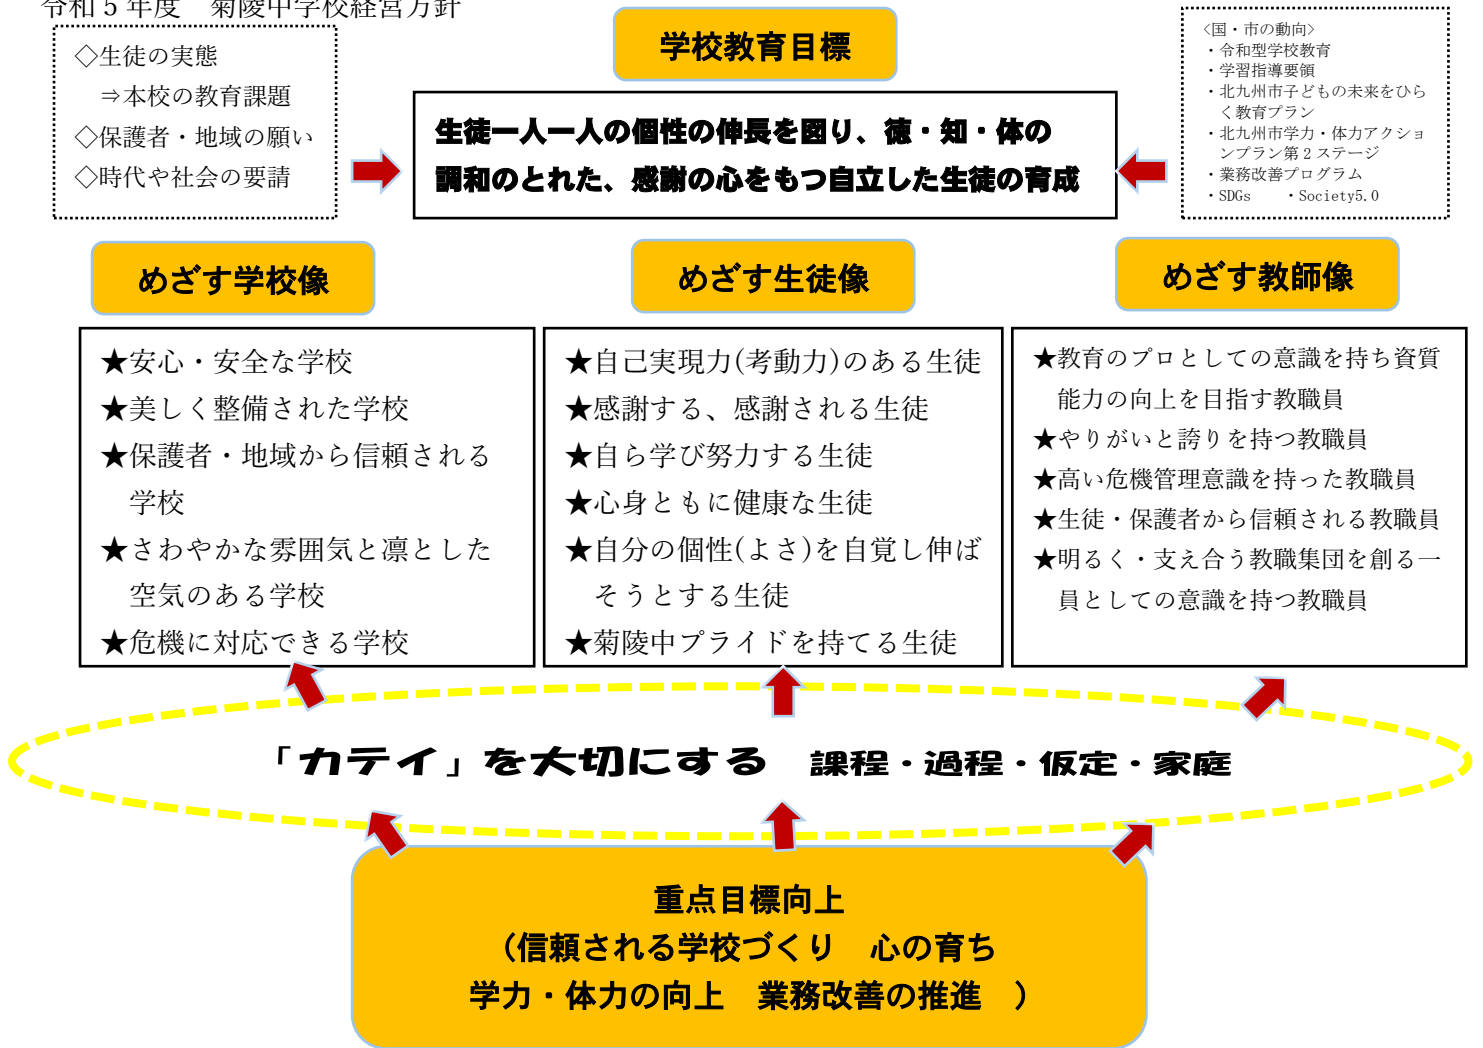 令和５年度　菊陵中学校経営方針
◇生徒の実態
⇒本校の教育課題
◇保護者・地域の願い
◇時代や社会の要請
学校教育目標
生徒一人一人の個性の伸長を図り、徳・知・体の
調和のとれた、感謝の心をもつ自立した生徒の育成
<国・市の動向>
・令和型学校教育
・学習指導要領
・北九州市子どもの未来をひら
く教育プラン
・北九州市学力・体力アクショ
ンプラン第２ステージ
・業務改善プログラム
・SDGs　・Society5.0
めざす学校像
★安心・安全な学校
★美しく整備された学校
★保護者・地域から信頼される
学校
★さわやかな雰囲気と凛とした
空気のある学校
★危機に対応できる学校
めざす生徒像
★自己実現力(考動力)のある生徒
★感謝する、感謝される生徒
★自ら学び努力する生徒
★心身ともに健康な生徒
★自分の個性(よさ)を自覚し伸ば
そうとする生徒
★菊陵中プライドを持てる生徒
めざす教師像
★教育のプロとしての意識を持ち資質
能力の向上を目指す教職員
★やりがいと誇りを持つ教職員
★高い危機管理意識を持った教職員
★生徒・保護者から信頼される教職員
★明るく・支え合う教職集団を創る一
員としての意識を持つ教職員
「カテイ」を大切にする　課程・過程・仮定・家庭
重点目標向上
（信頼される学校づくり　心の育ち
学力・体力の向上　業務改善の推進　）